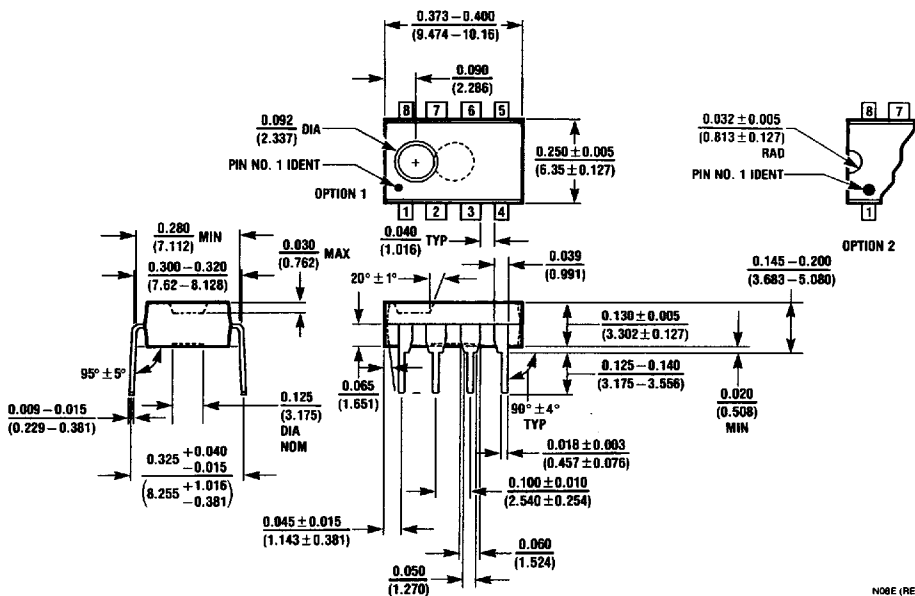 0.373 – 0.400
(9.474 – 10.16)
0.090
(2.286)
8 7 6 5
0.092
(2.337) DIA
PIN NO. 1 IDENT
OPTION 1
1 2 3 4
0.250 ± 0.005
(6.35 ± 0.127)
8 7
0.032 ± 0.005
(0.813 ± 0.127)
RAD
PIN NO. 1 IDENT
1
OPTION 2
0.280
(7.112) MIN
0.300 – 0.320
(7.62 – 8.128)
0.030
(0.762) MAX
0.040
(1.016) TYP
0.039
(0.991)
20° ± 1°
0.145 – 0.200
(3.683 – 5.080)
0.130 ± 0.005
(3.302 ± 0.127)
0.125 – 0.140
(3.175 – 3.556)
0.020
(0.508)
MIN
95° ± 5°
0.009 – 0.015
(0.229 – 0.381)
0.125
(3.175)
DIA
NOM
0.065
(1.651)
90° ± 4°
TYP
0.018 ± 0.003
(0.457 ± 0.076)
0.325 +0.040
-0.015
(8.255 +1.016
-0.381)
0.100 ± 0.010
(2.540 ± 0.254)
0.045 ± 0.015
(1.143 ± 0.381)
0.060
(1.524)
0.050
(1.270)
N08E (RE